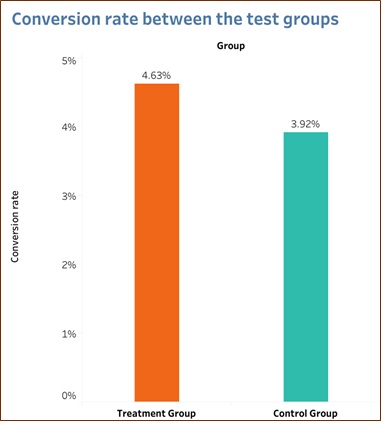 Conversion rate between the test groups
Group
5%
4.63%
4%
3.92%
3%
Conversion rate
2%
1%
0%
Treatment Group
Control Group